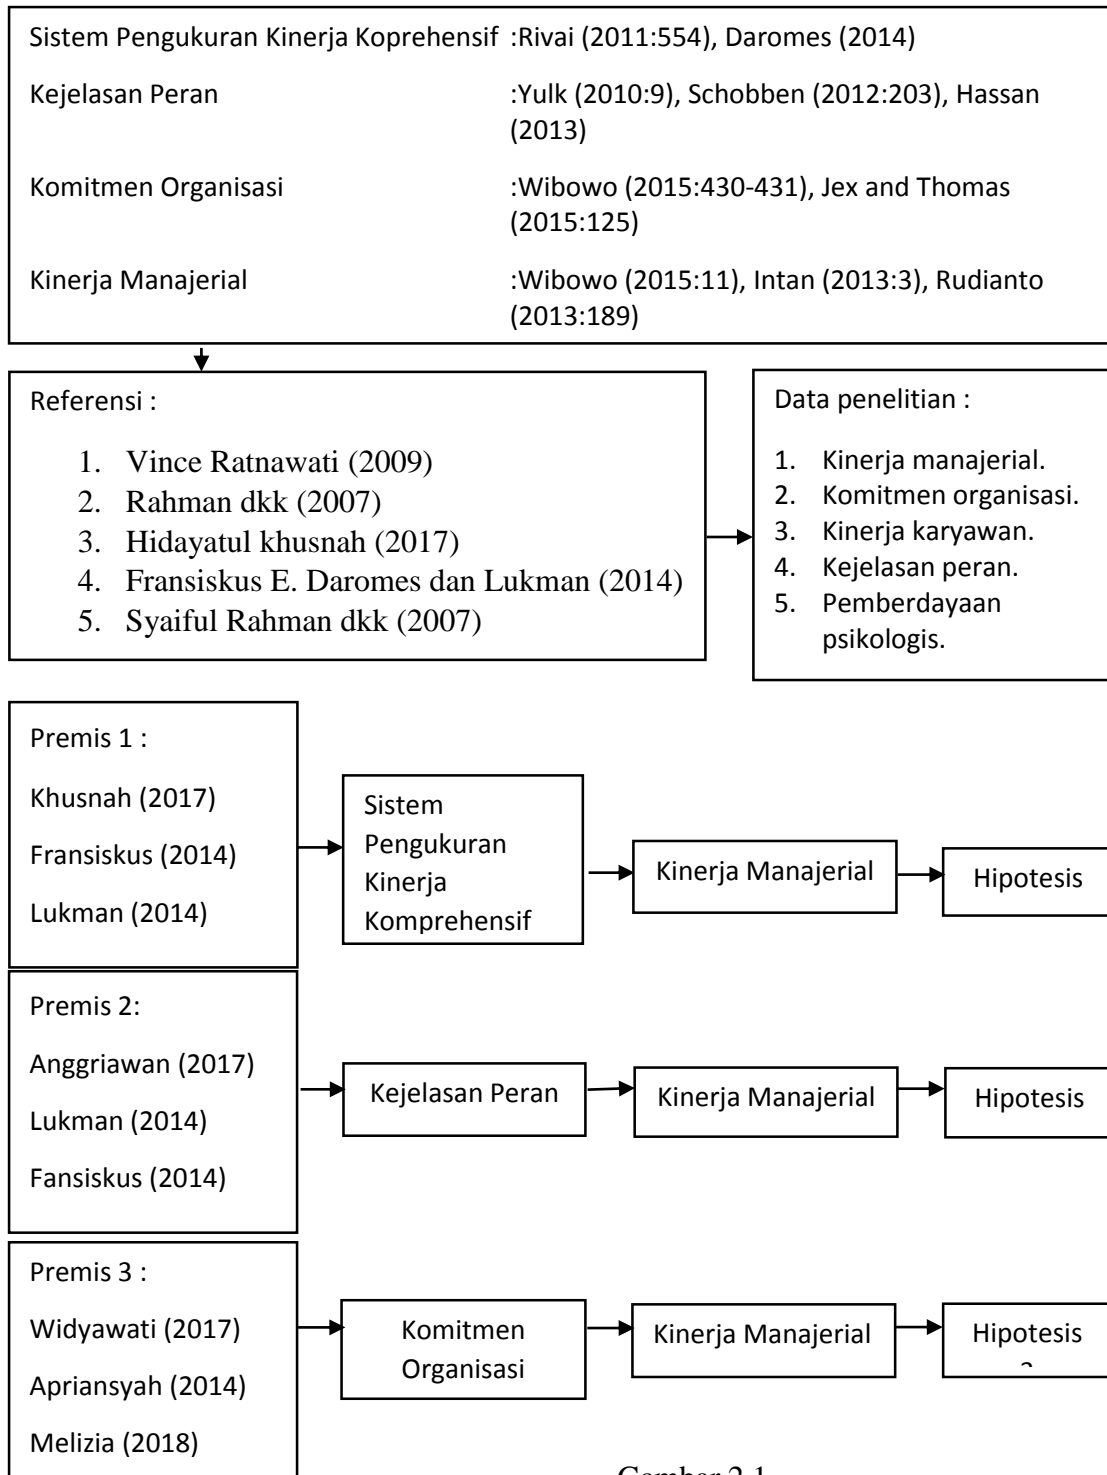 Sistem Pengukuran Kinerja Koprehensif :Rivai (2011:554), Daromes (2014)
Kejelasan Peran :Yulk (2010:9), Schobben (2012:203), Hassan
(2013)
Komitmen Organisasi :Wibowo (2015:430-431), Jex and Thomas
(2015:125)
Kinerja Manajerial :Wibowo (2015:11), Intan (2013:3), Rudianto
(2013:189)
Referensi :
1. Vince Ratnawati (2009)
2. Rahman dkk (2007)
3. Hidayatul khusnah (2017)
4. Fransiskus E. Daromes dan Lukman (2014)
5. Syaiful Rahman dkk (2007)
Data penelitian :
1. Kinerja manajerial.
2. Komitmen organisasi.
3. Kinerja karyawan.
4. Kejelasan peran.
5. Pemberdayaan
psikologis.
Premis 1 :
Khusnah (2017)
Fransiskus (2014)
Lukman (2014)
Sistem
Pengukuran
Kinerja
Komprehensif
Kinerja Manajerial
Hipotesis
Premis 2:
Anggriawan (2017)
Lukman (2014)
Fansiskus (2014)
Kejelasan Peran
Kinerja Manajerial
Hipotesis
Premis 3 :
Widyawati (2017)
Apriansyah (2014)
Melizia (2018)
Komitmen
Organisasi
Kinerja Manajerial
Hipotesis
Gambar 2.1